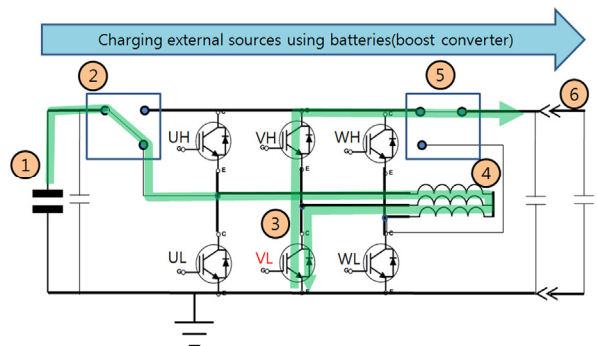 Charging external sources using batteries(boost converter)
2
5
6
UH
VH
WH
1
4
3
UL
VL
WL
C
C
C
E
E
E
C
C
C
E
E
E
G
G
G
G
G
G